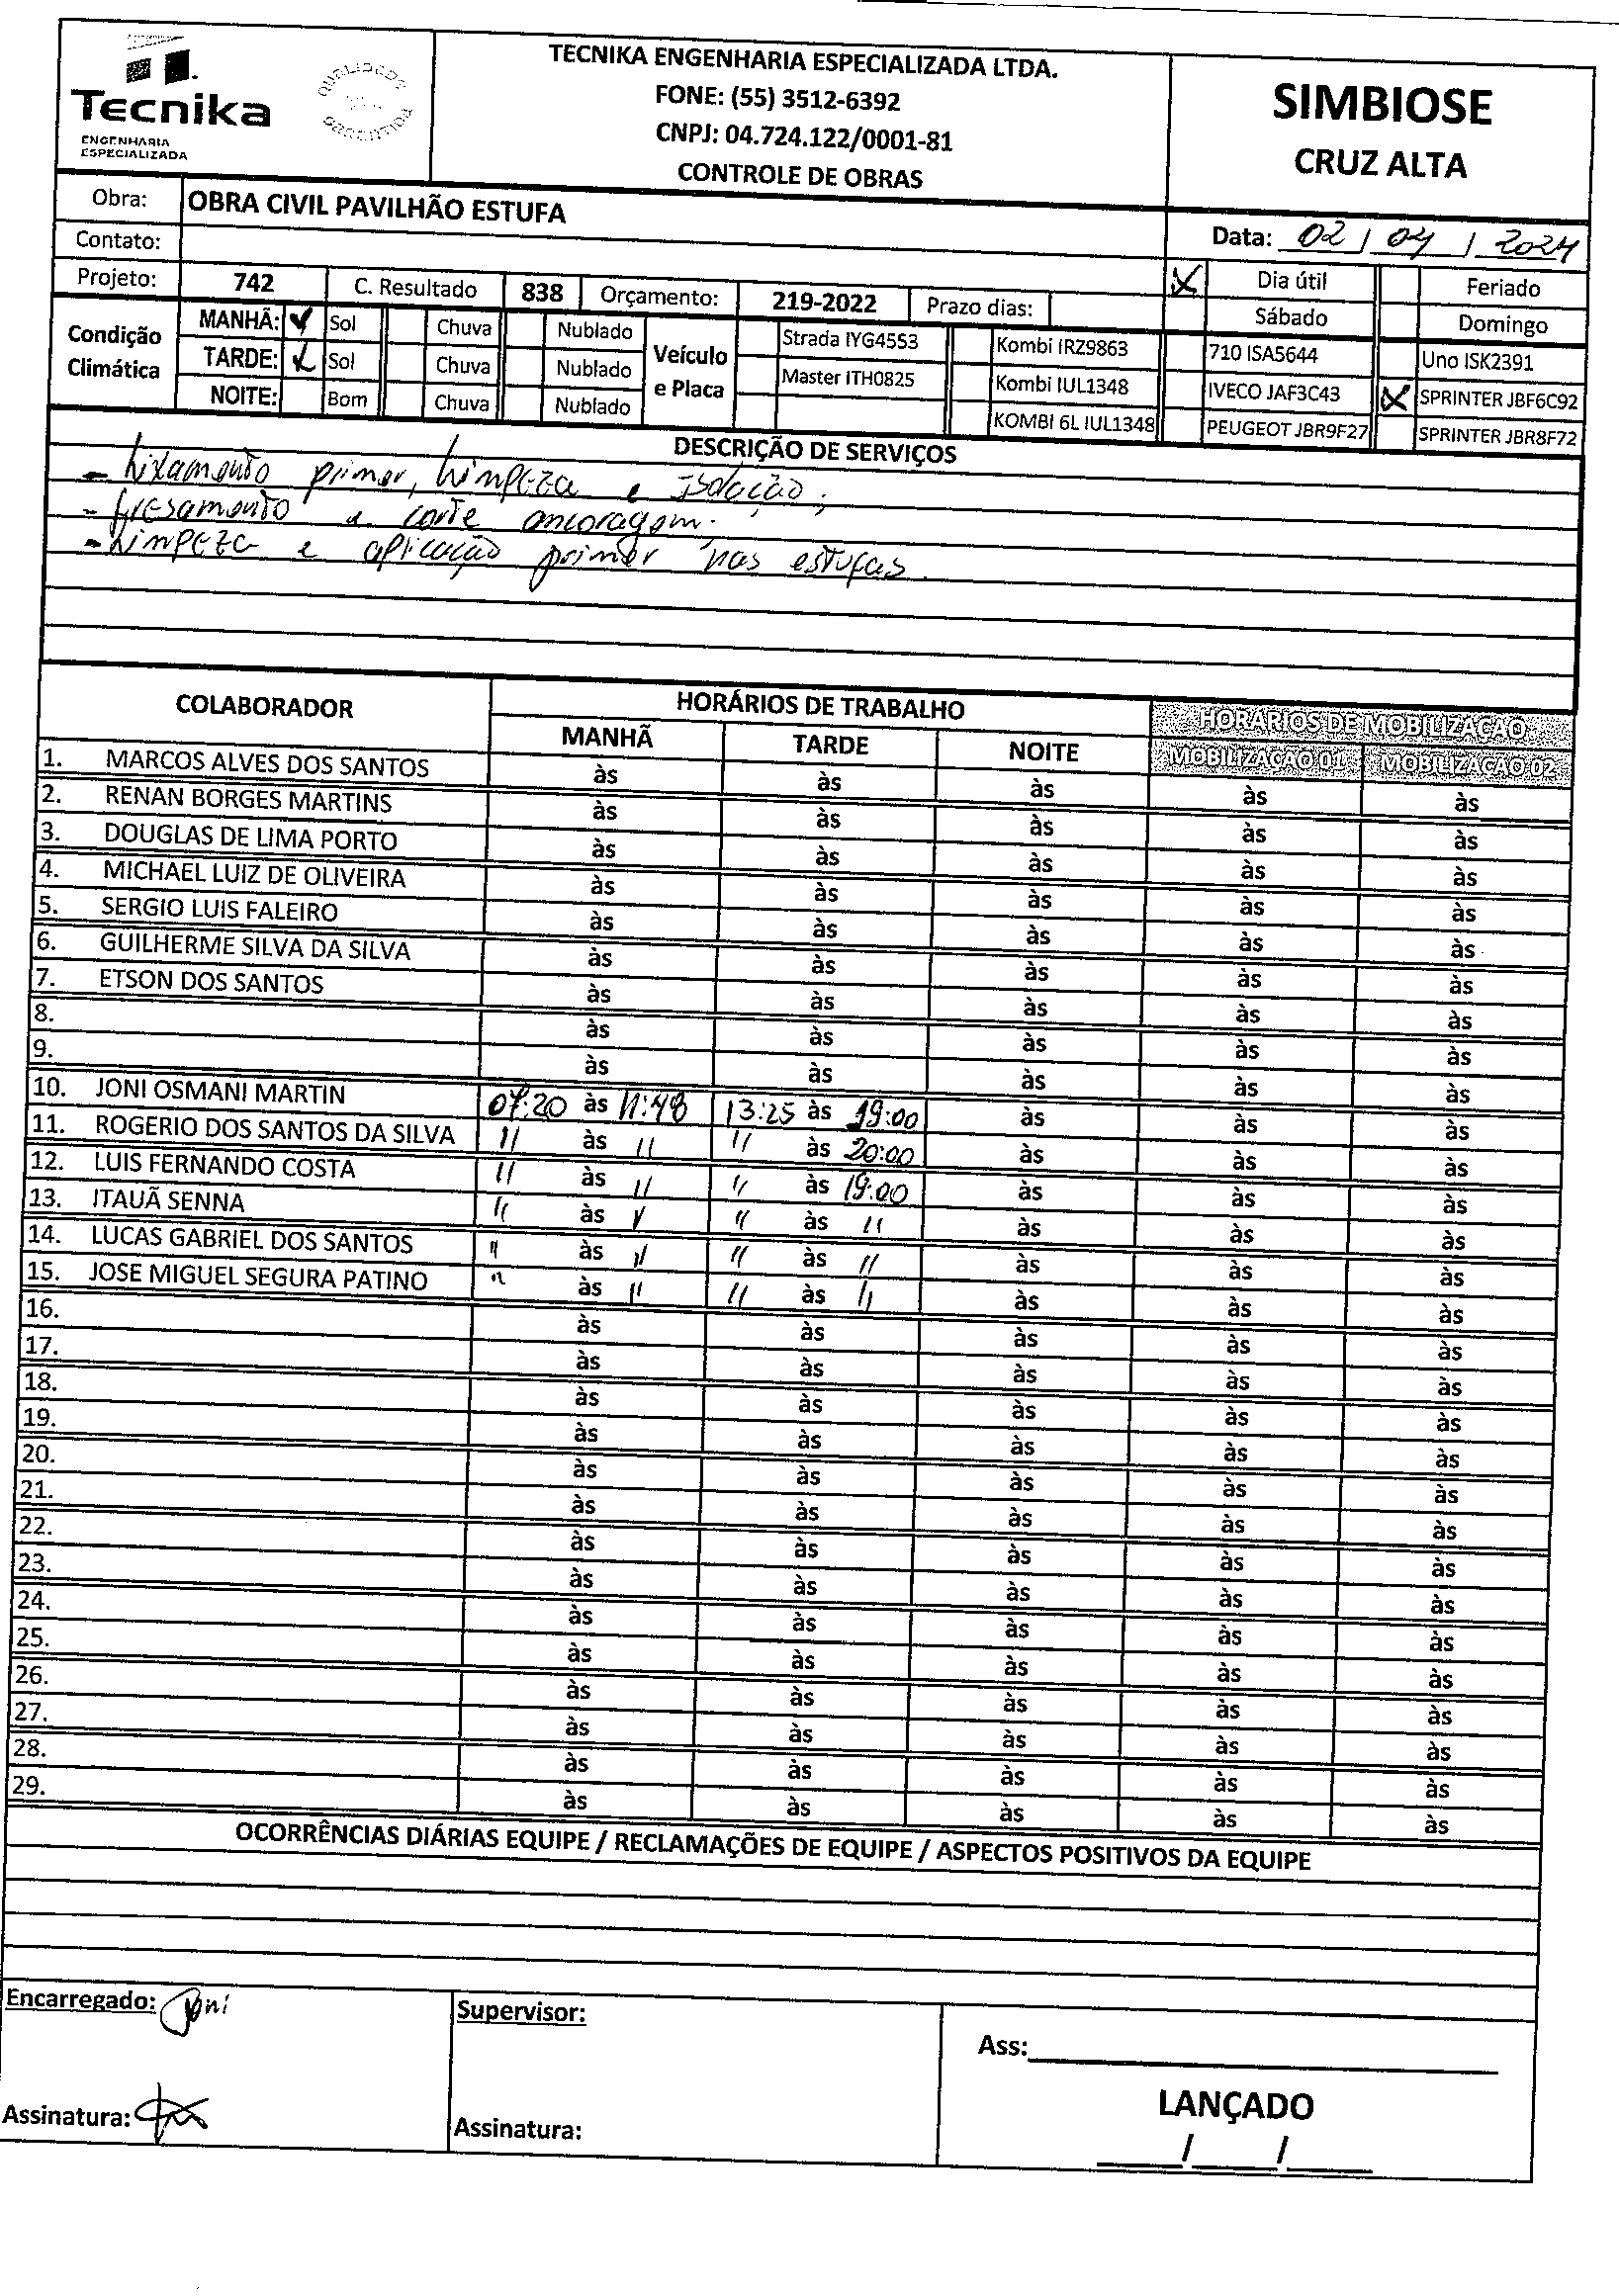 Tecnika
ENGENHARIA
ESPECIALIZADA
QUALIDADE
GARANTIDA
TECNIKA ENGENHARIA ESPECIALIZADA LTDA.
FONE: (55) 3512-6392
CNPJ: 04.724.122/0001-81
CONTROLE DE OBRAS
SIMBIOSE
CRUZ ALTA
Obra: OBRA CIVIL PAVILHÃO ESTUFA
Contato:
Data: 02 / 04 / 2024
Projeto: 742 C. Resultado 838 Orçamento: 219-2022 Prazo dias: X Dia útil Feriado
Sábado Domingo
Condição Climática
MANHÃ: ✓ Sol Chuva Nublado
TARDE: ✓ Sol Chuva Nublado
NOITE: Bom Chuva Nublado
Veículo e Placa
Strada IYG4553 Kombi IRZ9863 710 ISA5644 Uno ISK2391
Master ITH0825 Kombi IUL1348 IVECO JAF3C43 X SPRINTER JBF6C92
KOMBI 6L IUL1348 PEUGEOT JBR9F27 SPRINTER JBR8F72
DESCRIÇÃO DE SERVIÇOS
- Lixamento primer, Limpeza e Isolação;
- fresamento e corte ancoragem.
- Limpeza e aplicação primer nas estufas.
COLABORADOR HORÁRIOS DE TRABALHO HORÁRIOS DE MOBILIZAÇÃO
MANHÃ TARDE NOITE MOBILIZAÇÃO 01 MOBILIZAÇÃO 02
1. MARCOS ALVES DOS SANTOS às às às às às
2. RENAN BORGES MARTINS às às às às às
3. DOUGLAS DE LIMA PORTO às às às às às
4. MICHAEL LUIZ DE OLIVEIRA às às às às às
5. SERGIO LUIS FALEIRO às às às às às
6. GUILHERME SILVA DA SILVA às às às às às
7. ETSON DOS SANTOS às às às às às
8. às às às às às
9. às às às às às
10. JONI OSMANI MARTIN 07:20 às 11:48 13:25 às 19:00 às às às
11. ROGERIO DOS SANTOS DA SILVA " às " " às 20:00 às às às
12. LUIS FERNANDO COSTA " às " " às 19:00 às às às
13. ITAUÃ SENNA " às " " às " às às às
14. LUCAS GABRIEL DOS SANTOS " às " " às " às às às
15. JOSE MIGUEL SEGURA PATINO " às " " às " às às às
16. às às às às às
17. às às às às às
18. às às às às às
19. às às às às às
20. às às às às às
21. às às às às às
22. às às às às às
23. às às às às às
24. às às às às às
25. às às às às às
26. às às às às às
27. às às às às às
28. às às às às às
29. às às às às às
OCORRÊNCIAS DIÁRIAS EQUIPE / RECLAMAÇÕES DE EQUIPE / ASPECTOS POSITIVOS DA EQUIPE
Encarregado: Joni
Supervisor:
Ass:
LANÇADO
Assinatura:
Assinatura:
___/___/___